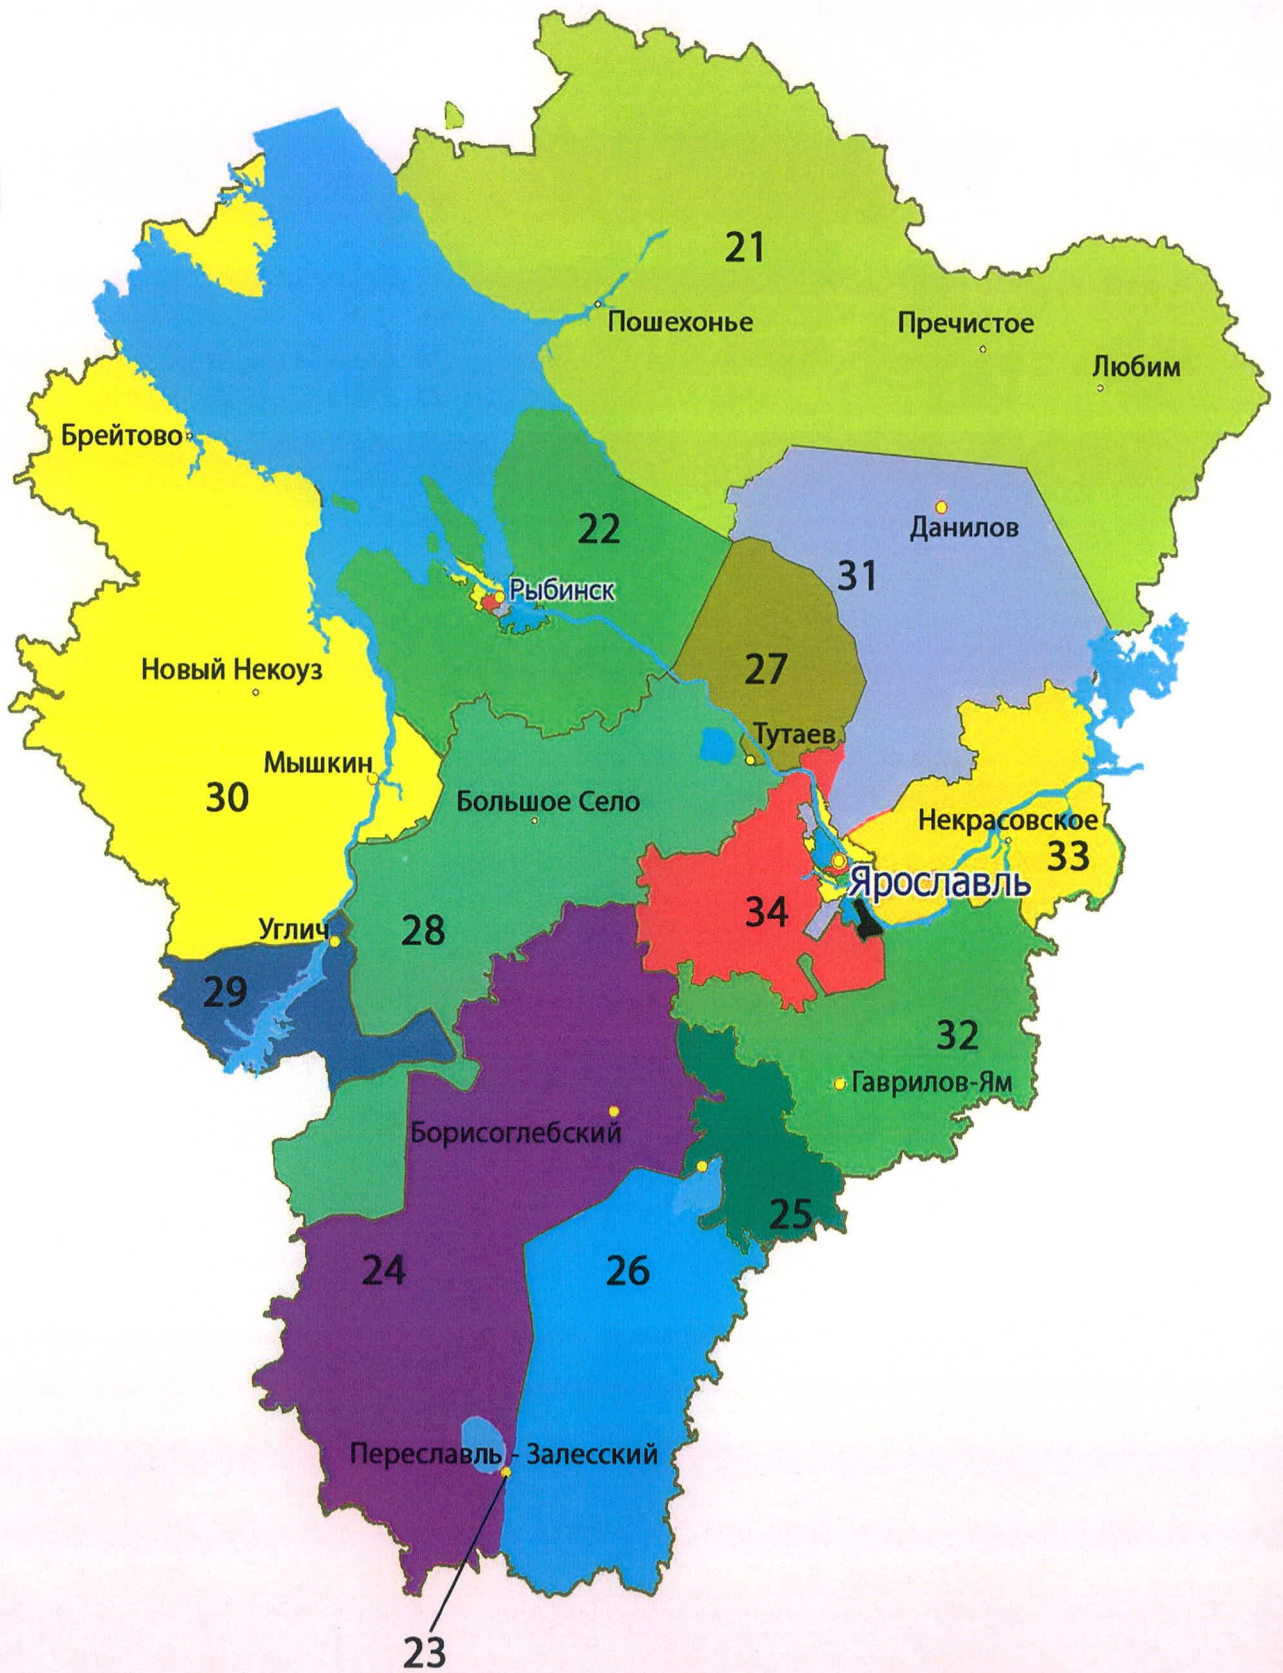 21
Пошехонье
Пречистое
Любим
Брейтово
22
Данилов
31
Рыбинск
Новый Некоуз
27
Тутаев
Мышкин
30
Большое Село
Некрасовское
33
Ярославль
34
Углич
28
29
32
Гаврилов-Ям
Борисоглебский
25
24
26
Переславль - Залесский
23